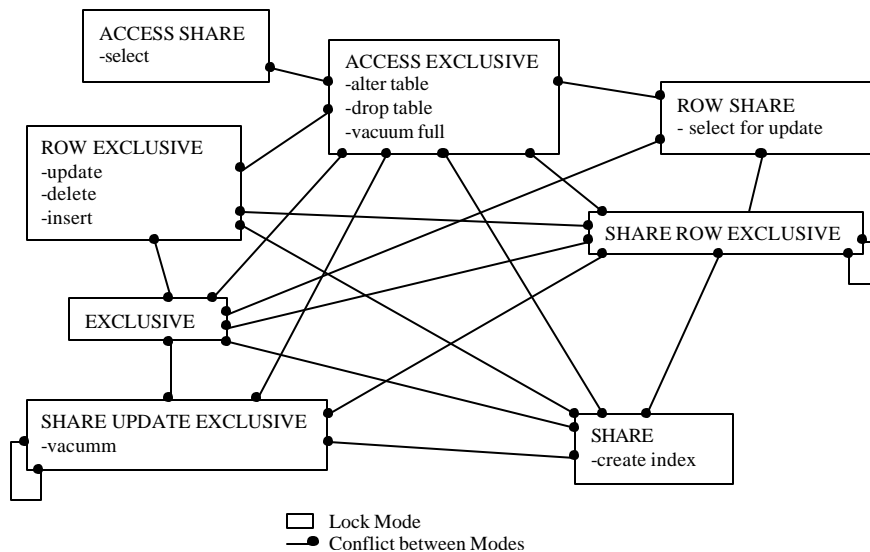 ACCESS SHARE
-select
ACCESS EXCLUSIVE
-alter table
-drop table
-vacuum full
ROW SHARE
- select for update
ROW EXCLUSIVE
-update
-delete
-insert
SHARE ROW EXCLUSIVE
EXCLUSIVE
SHARE UPDATE EXCLUSIVE
-vacumm
SHARE
-create index
Lock Mode
Conflict between Modes